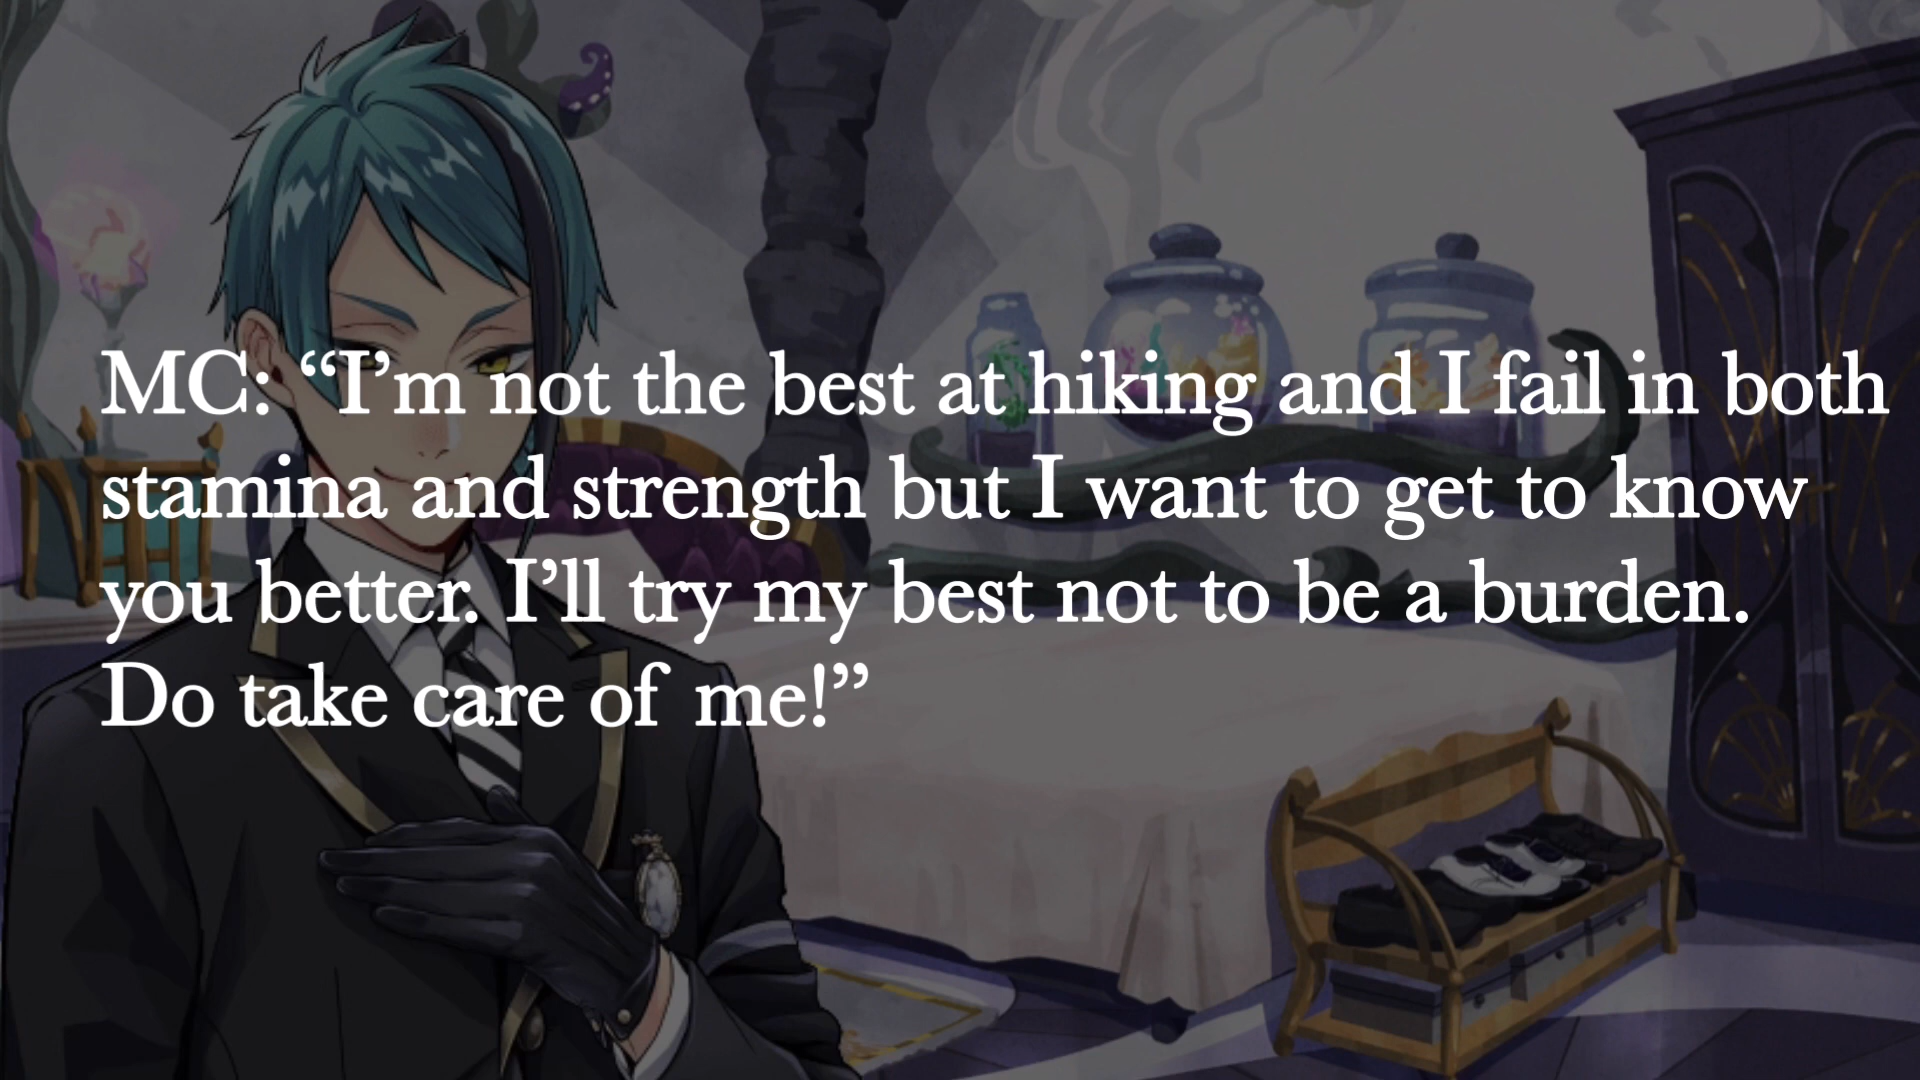 MC: “I’m not the best at hiking and I fail in both
stamina and strength but I want to get to know
you better. I’ll try my best not to be a burden.
Do take care of me!”